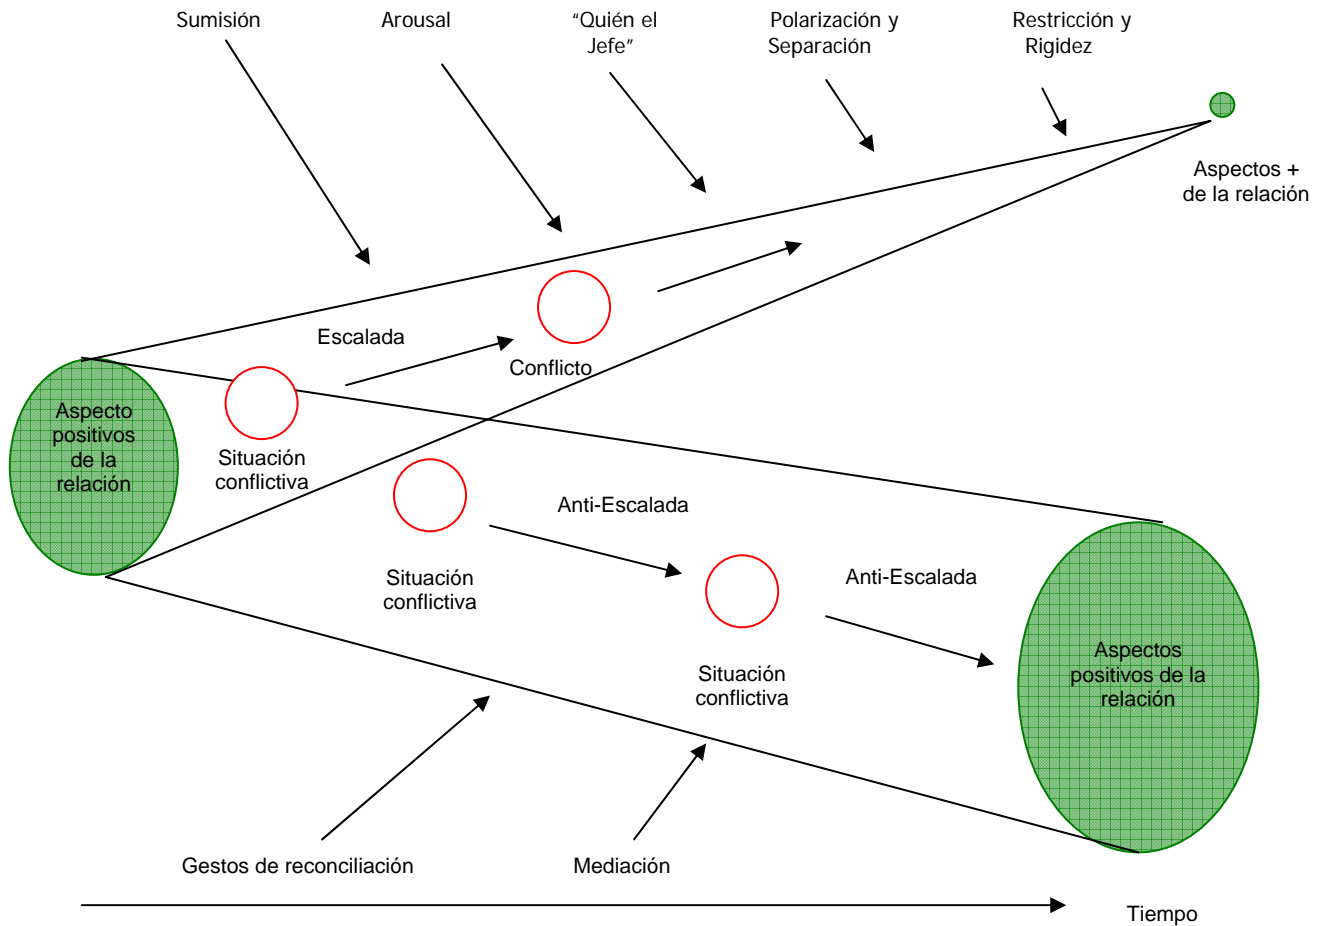 Sumisión
Arousal
"Quién el
Jefe"
Polarización y
Separación
Restricción y
Rigidez
Aspectos +
de la relación
Escalada
Conflicto
Aspecto
positivos
de la
relación
Situación
conflictiva
Anti-Escalada
Situación
conflictiva
Anti-Escalada
Situación
conflictiva
Aspectos
positivos de la
relación
Gestos de reconciliación
Mediación
Tiempo